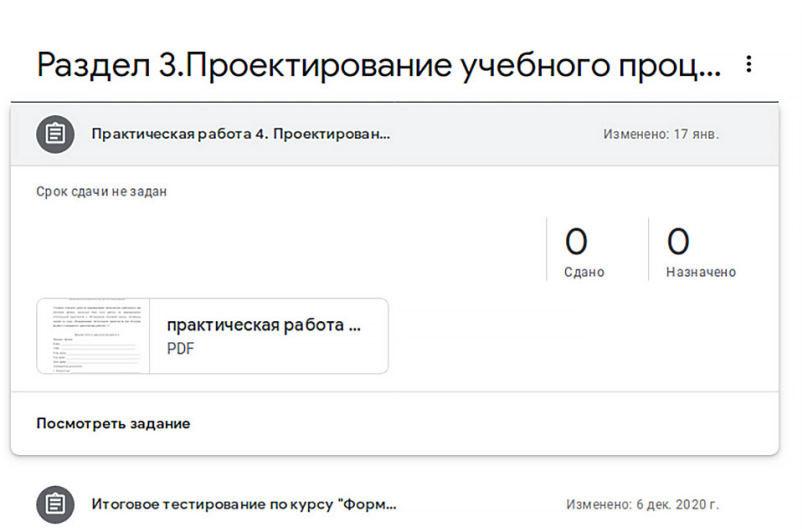 Раздел 3.Проектирование учебного проц...
Практическая работа 4. Проектирован...
Изменено: 17 янв.
Срок сдачи не задан
0
0
Сдано
Назначено
практическая работа ...
PDF
Посмотреть задание
Итоговое тестирование по курсу "Форм...
Изменено: 6 дек. 2020 г.